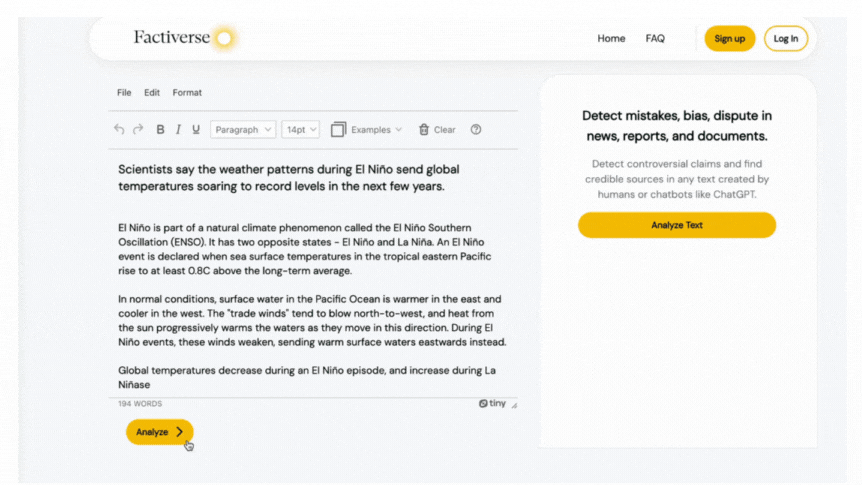 Factiverse
Home FAQ Sign up Log In
File Edit Format
B I U Paragraph 14pt Examples Clear
Scientists say the weather patterns during El Niño send global
temperatures soaring to record levels in the next few years.
El Niño is part of a natural climate phenomenon called the El Niño Southern
Oscillation (ENSO). It has two opposite states - El Niño and La Niña. An El Niño
event is declared when sea surface temperatures in the tropical eastern Pacific
rise to at least 0.8C above the long-term average.
In normal conditions, surface water in the Pacific Ocean is warmer in the east and
cooler in the west. The "trade winds" tend to blow north-to-west, and heat from
the sun progressively warms the waters as they move in this direction. During El
Niño events, these winds weaken, sending warm surface waters eastwards instead.
Global temperatures decrease during an El Niño episode, and increase during La
Niñase
194 WORDS
tiny
Analyze
Detect mistakes, bias, dispute in
news, reports, and documents.
Detect controversial claims and find
credible sources in any text created by
humans or chatbots like ChatGPT.
Analyze Text